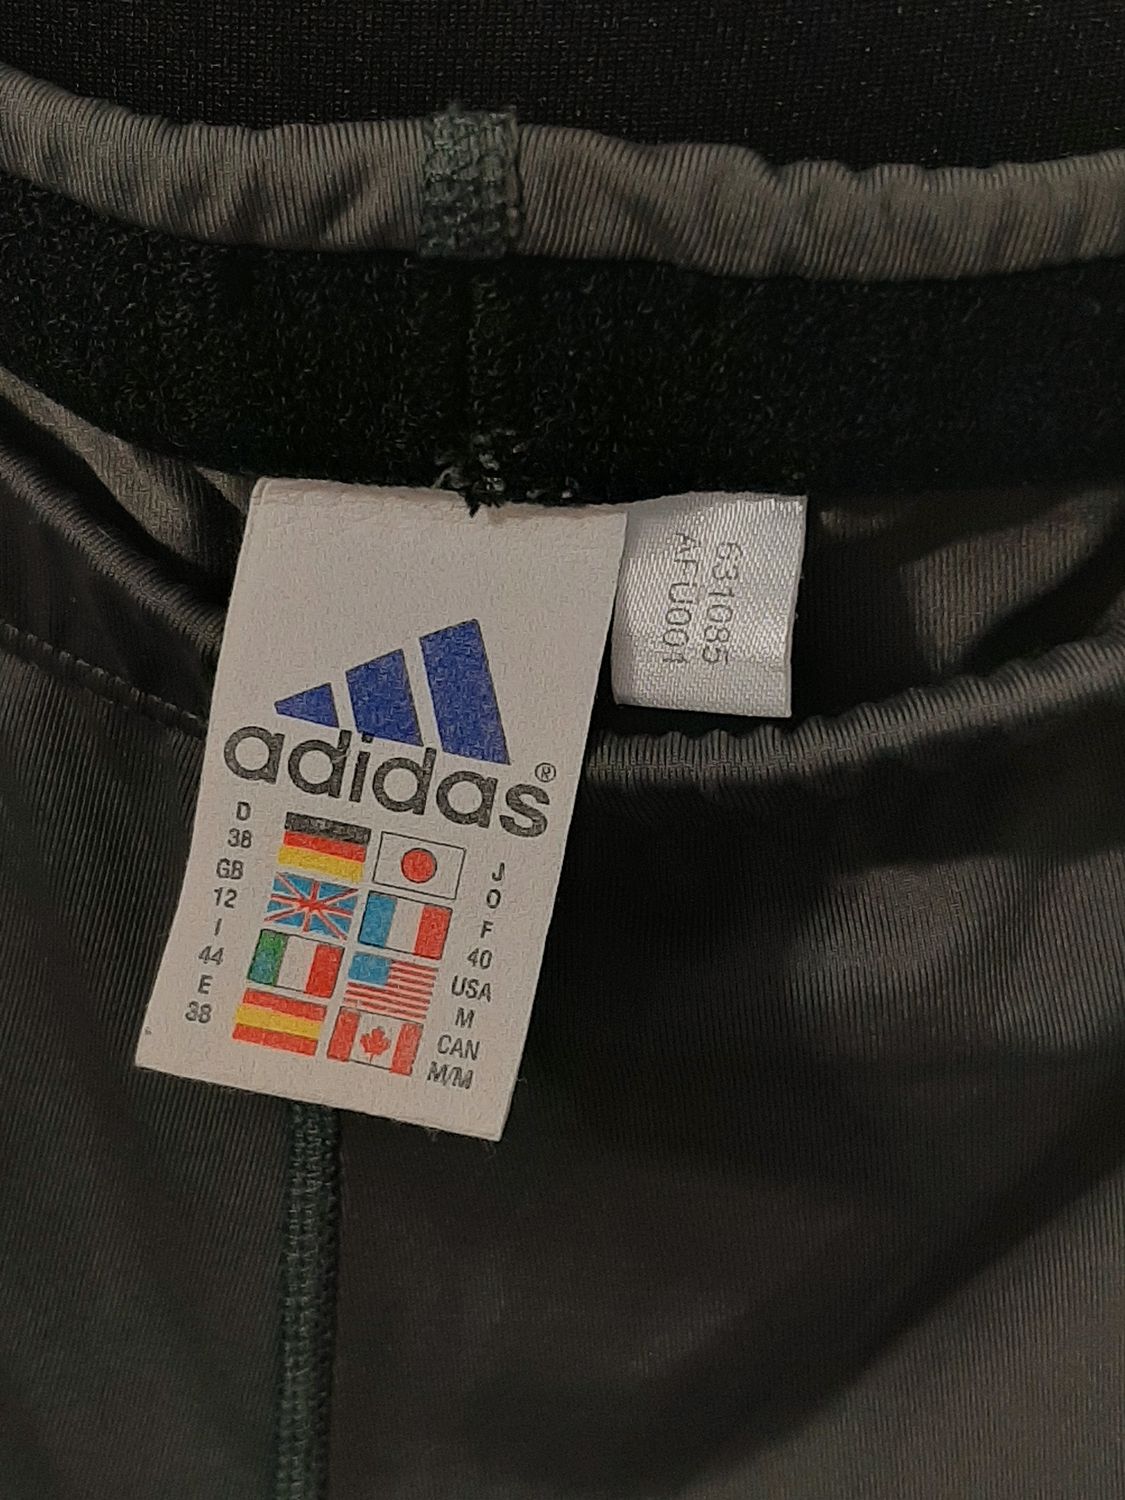 adidas®
D
38
GB
12
I
44
E
38
J
O
F
40
USA
M
CAN
M/M
631085
AFU001